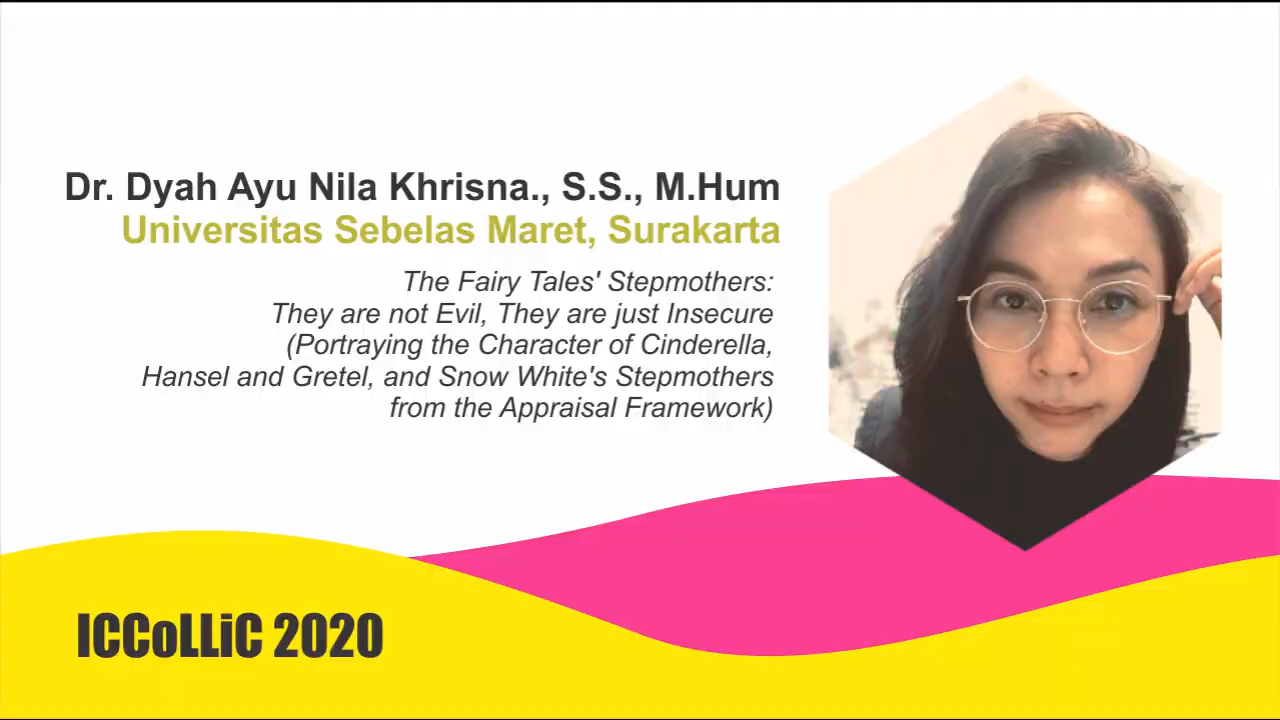 Dr. Dyah Ayu Nila Khrisna., S.S., M.Hum
Universitas Sebelas Maret, Surakarta
The Fairy Tales' Stepmothers:
They are not Evil, They are just Insecure
(Portraying the Character of Cinderella,
Hansel and Gretel, and Snow White's Stepmothers
from the Appraisal Framework)
ICCoLLiC 2020